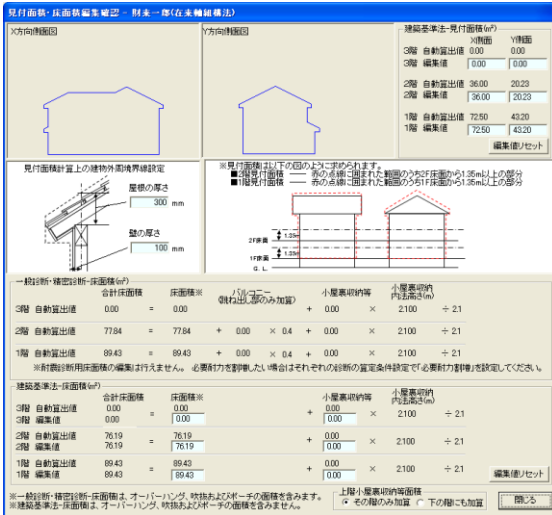 見付面積・床面積編集確認 - 財来一郎(在来軸組構法)
X方向側面図
Y方向側面図
建築基準法-見付面積(㎡)
X側面 Y側面
3階 自動算出値 0.00 0.00
3階 編集値 0.00 0.00
2階 自動算出値 36.00 20.23
2階 編集値 36.00 20.23
1階 自動算出値 72.50 43.20
1階 編集値 72.50 43.20
編集値リセット
見付面積計算上の建物外周境界線設定
屋根の厚さ
300 mm
壁の厚さ
100 mm
※見付面積は以下の図のように求められます。
■2階見付面積 ―― 赤の点線に囲まれた範囲のうち2F床面から1.35m以上の部分
■1階見付面積 ―― 赤の点線に囲まれた範囲のうち1F床面から1.35m以上の部分
1.35m
2F床面
1.35m
1F床面
G.L.
一般診断・精密診断-床面積(㎡)
合計床面積 床面積※ バルコニー(跳ね出し部のみ加算) 小屋裏収納等 小屋裏収納内法高さ(m)
3階 自動算出値 0.00 = 0.00 + 0.00 × 2.100 ÷ 2.1
2階 自動算出値 77.84 = 77.84 + 0.00 × 0.4 + 0.00 × 2.100 ÷ 2.1
1階 自動算出値 89.43 = 89.43 + 0.00 × 0.4 + 0.00 × 2.100 ÷ 2.1
※耐震診断用床面積の編集は行えません。 必要耐力を割増したい場合はそれぞれの診断の算定条件設定で「必要耐力割増」を設定してください。
建築基準法-床面積(㎡)
合計床面積 床面積※ 小屋裏収納等 小屋裏収納内法高さ(m)
3階 自動算出値 0.00 0.00 0.00
3階 編集値 0.00 = 0.00 + 0.00 × 2.100 ÷ 2.1
2階 自動算出値 76.19 76.19 0.00
2階 編集値 76.19 = 76.19 + 0.00 × 2.100 ÷ 2.1
1階 自動算出値 89.43 89.43 0.00
1階 編集値 89.43 = 89.43 + 0.00 × 2.100 ÷ 2.1
編集値リセット
※一般診断・精密診断-床面積は、オーバーハング、吹抜およびポーチの面積を含みます。
※建築基準法-床面積は、オーバーハング、吹抜およびポーチの面積を含みません。
上階小屋裏収納等面積
その階のみ加算 下の階にも加算
閉じる